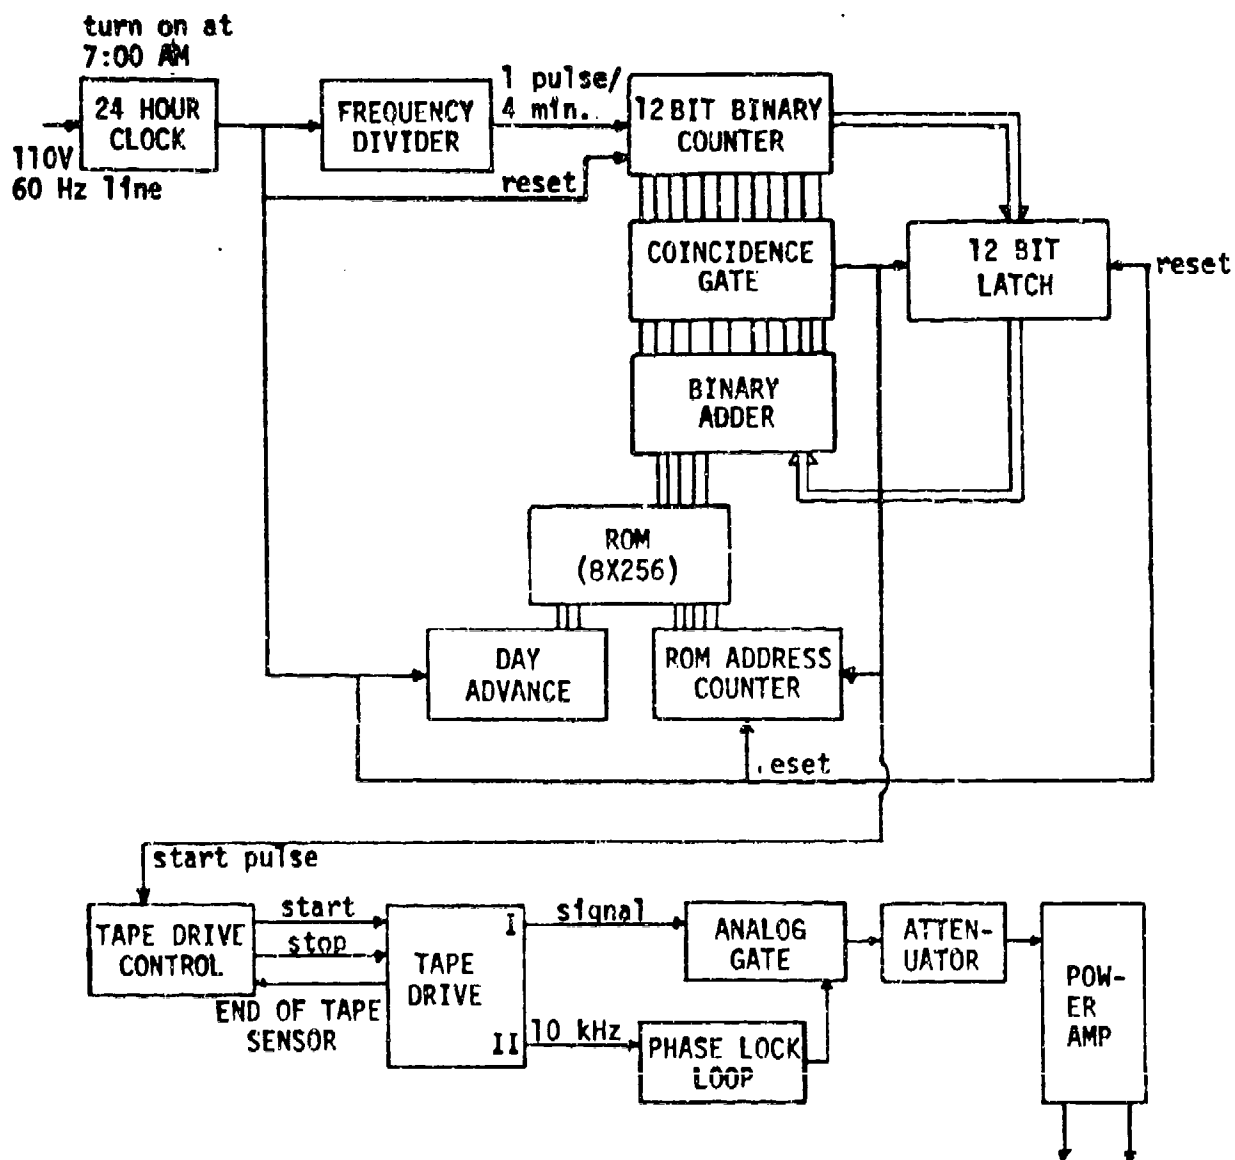 turn on at
7:00 AM
24 HOUR
CLOCK
110V
60 Hz line
FREQUENCY
DIVIDER
1 pulse/
4 min.
reset
12 BIT BINARY
COUNTER
COINCIDENCE
GATE
12 BIT
LATCH
reset
BINARY
ADDER
ROM
(8X256)
DAY
ADVANCE
ROM ADDRESS
COUNTER
.eset
start pulse
TAPE DRIVE
CONTROL
start
stop
END OF TAPE
SENSOR
TAPE
DRIVE
I
II
signal
10 kHz
ANALOG
GATE
PHASE LOCK
LOOP
ATTEN-
UATOR
POW-
ER
AMP